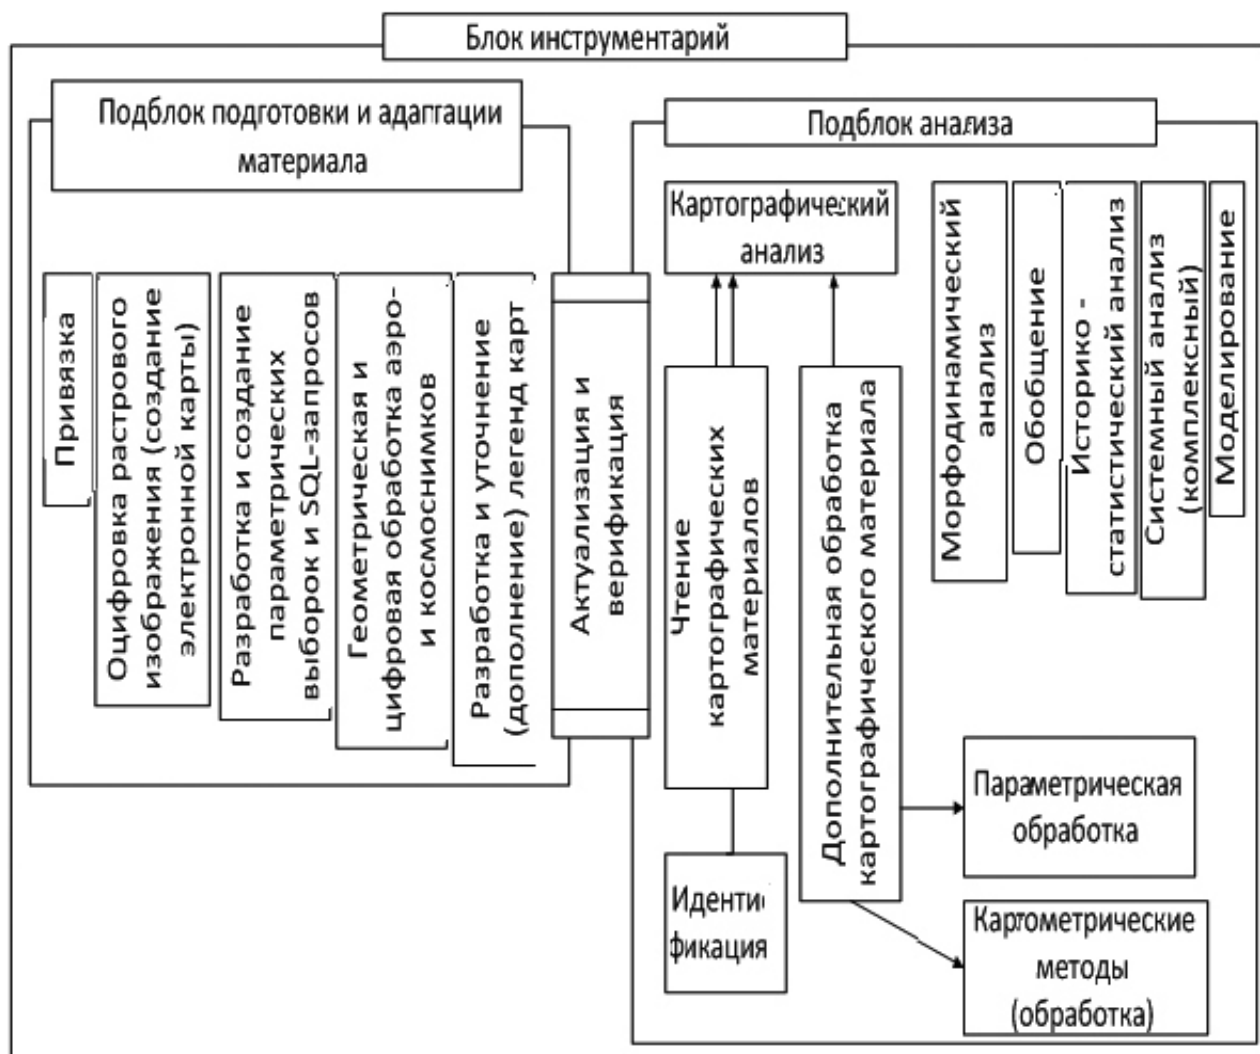 Блок инструментарий
Подблок подготовки и адаптации
материала
Привязка
Оцифровка растрового
изображения (создание
электронной карты)
Разработка и создание
параметрических
выборок и SQL-запросов
Геометрическая и
цифровая обработка аэро-
и космоснимков
Разработка и уточнение
(дополнение) легенд карт
Актуализация и
верификация
Подблок анализа
Картографический
анализ
Чтение
картографических
материалов
Иденти
фикация
Дополнительная обработка
картографического материала
Морфодинамический
анализ
Обобщение
Историко -
статистический анализ
Системный анализ
(комплексный)
Моделирование
Параметрическая
обработка
Картометрические
методы
(обработка)